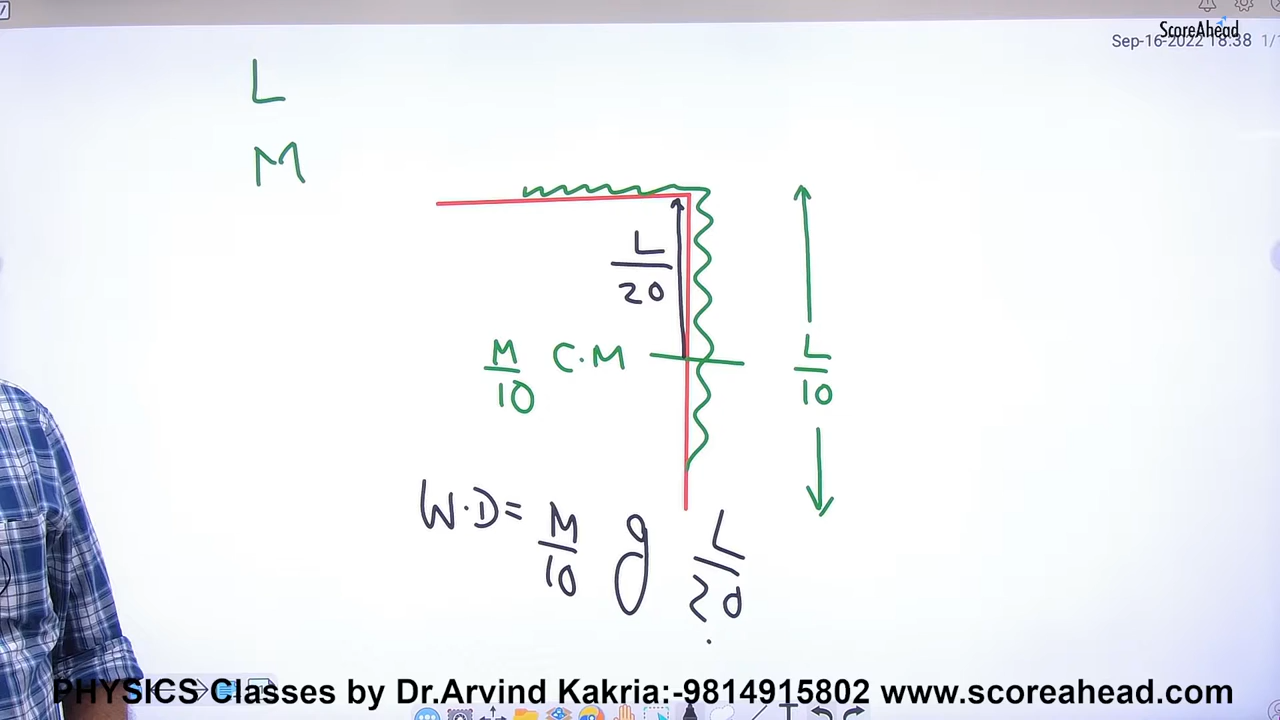 ScoreAhead
Sep-16-2022 18:38 1/1
L
M
L
20
M
10 C.M
L
10
W.D = M/10 g L/20
PHYSICS Classes by Dr.Arvind Kakria:-9814915802 www.scoreahead.com